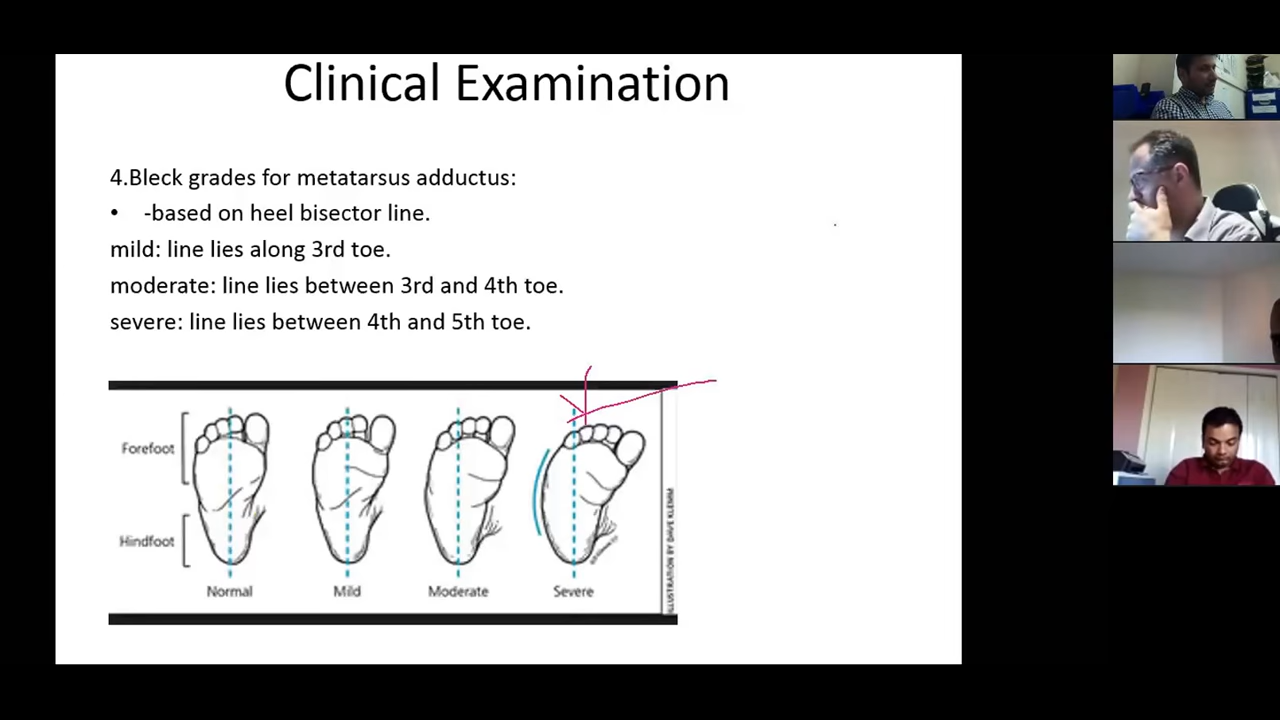 Clinical Examination
4.Bleck grades for metatarsus adductus:
• -based on heel bisector line.
mild: line lies along 3rd toe.
moderate: line lies between 3rd and 4th toe.
severe: line lies between 4th and 5th toe.
Forefoot
Hindfoot
Normal
Mild
Moderate
Severe
ILLUSTRATION BY DAVE KLEMM